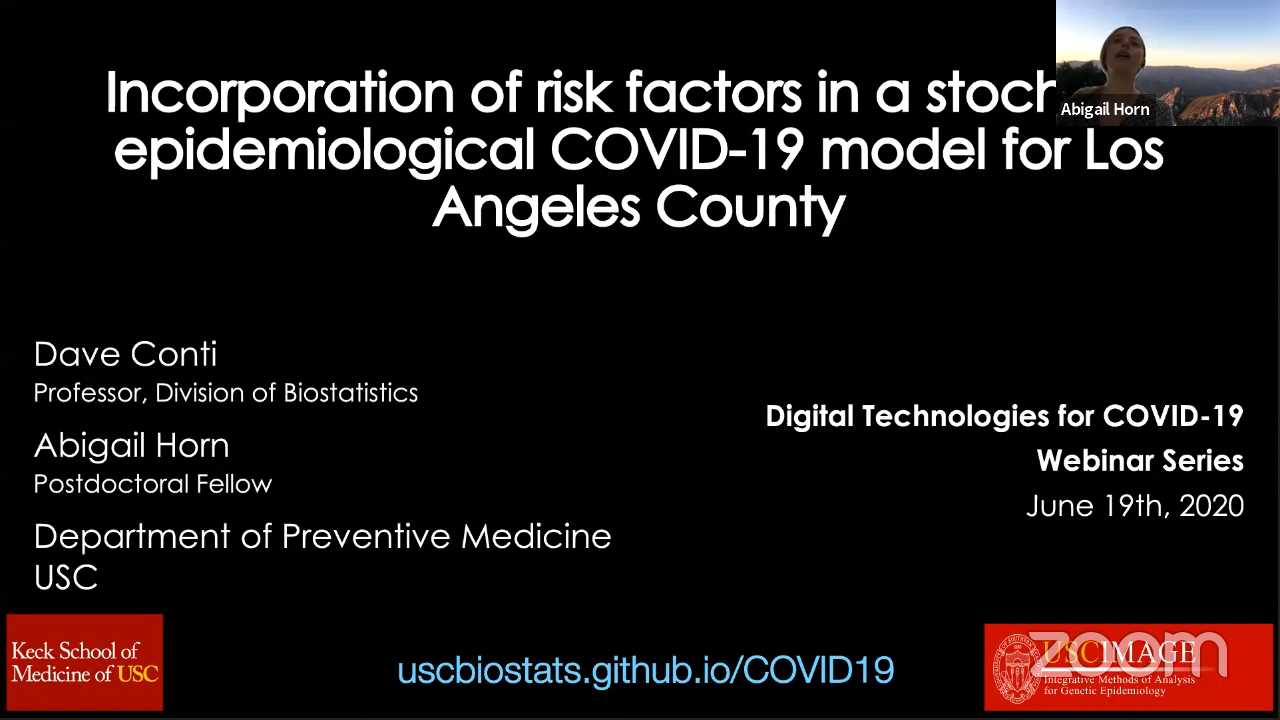 Incorporation of risk factors in a stoch
epidemiological COVID-19 model for Los
Angeles County
Abigail Horn
Dave Conti
Professor, Division of Biostatistics
Abigail Horn
Postdoctoral Fellow
Department of Preventive Medicine
USC
Digital Technologies for COVID-19
Webinar Series
June 19th, 2020
Keck School of
Medicine of USC
uscbiostats.github.io/COVID19
USCIMAGE
Integrative Methods of Analysis
for Genetic Epidemiology
zoom